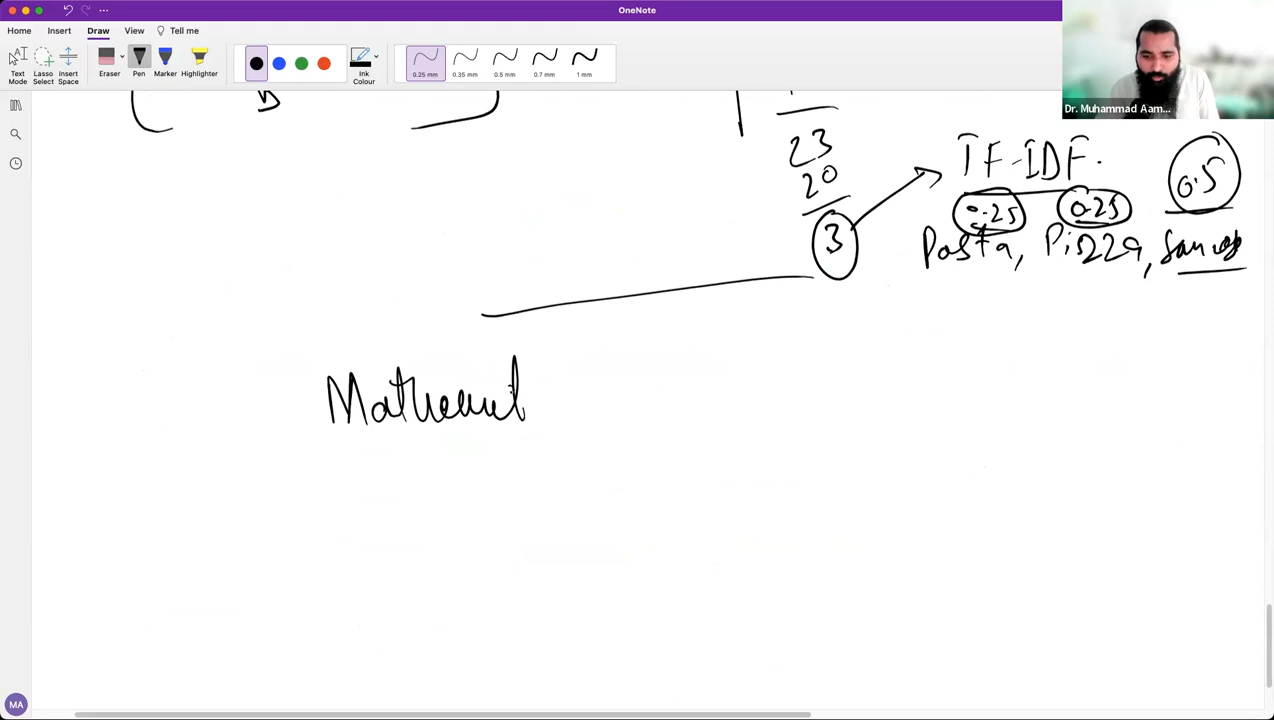 OneNote
Home Insert Draw View Tell me
Text Mode Lasso Select Insert Space Eraser Pen Marker Highlighter Ink Colour 0.25 mm 0.35 mm 0.5 mm 0.7 mm 1 mm
Dr. Muhammad Aam...
B
23
20
3
TF-IDF.
0.25 0.25 0.5
Pasta, Pizza,
MA